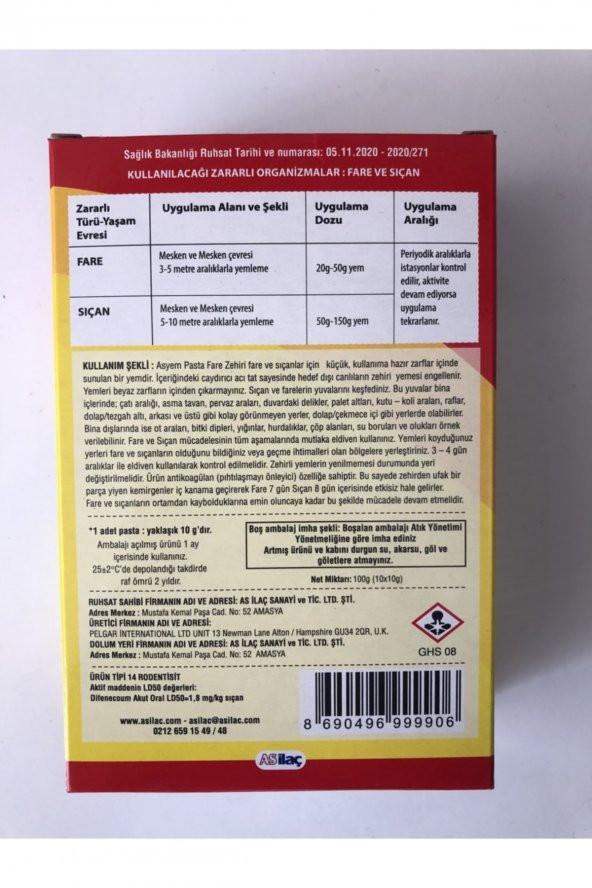 Sağlık Bakanlığı Ruhsat Tarihi ve numarası: 05.11.2020 - 2020/271
KULLANILACAĞI ZARARLI ORGANİZMALAR : FARE VE SIÇAN
Zararlı Türü-Yaşam Evresi
Uygulama Alanı ve Şekli
Uygulama Dozu
Uygulama Aralığı
FARE
Mesken ve Mesken çevresi
3-5 metre aralıklarla yemleme
20g-50g yem
Periyodik aralıklarla
istasyonlar kontrol
edilir, aktivite
devam ediyorsa
uygulama
tekrarlanır.
SIÇAN
Mesken ve Mesken çevresi
5-10 metre aralıklarla yemleme
50g-150g yem
KULLANIM ŞEKLİ : Asyem Pasta Fare Zehiri fare ve sıçanlar için küçük, kullanıma hazır zarflar içinde
sunulan bir yemdir. İçeriğindeki caydırıcı acı tat sayesinde hedef dışı canlıların zehiri yemesi engellenir.
Yemleri beyaz zarfların içinden çıkarmayınız. Sıçan ve farelerin yuvalarını keşfediniz. Bu yuvalar bina
içlerinde; çatı aralığı, asma tavan, pervaz araları, duvardaki delikler, palet altları, kutu – koli araları, raflar,
dolap/tezgah altı, arkası ve üstü gibi kolay görünmeyen yerler, dolap/çekmece içi gibi yerlerde olabilirler.
Bina dışlarında ise ot araları, bitki dipleri, yığınlar, hurdalıklar, çöp alanları, su boruları ve olukları örnek
verilebilinir. Fare ve Sıçan mücadelesinin tüm aşamalarında mutlaka eldiven kullanınız. Yemleri koyduğunuz
yerleri fare ve sıçanların olduğunu bildiğiniz veya geçme ihtimalleri olan bölgelere yerleştiriniz. 3 – 4 gün
aralıklar ile eldiven kullanılarak kontrol edilmelidir. Zehirli yemlerin yenilmemesi durumunda yeri
değiştirilmelidir. Ürün antikoagülan (pıhtılaşmayı önleyici) özelliğe sahiptir. Bu sayede zehirden ufak bir
parça yiyen kemirgenler iç kanama geçirerek Fare 7 gün Sıçan 8 gün içerisinde etkisiz hale gelirler.
Fare ve Sıçanların ortamdan kaybolduklarına emin oluncaya kadar bu şekilde mücadele devam etmelidir.
*1 adet pasta : yaklaşık 10 g'dır.
Ambalajı açılmış ürünü 1 ay
içerisinde kullanınız.
25±2°C'de depolandığı takdirde
raf ömrü 2 yıldır.
Boş ambalaj imha şekli: Boşalan ambalajı Atık Yönetimi
Yönetmeliğine göre imha ediniz
Artmış ürünü ve kabını durgun su, akarsu, göl ve
göletlere atmayınız.
Net Miktarı: 100g (10x10g)
RUHSAT SAHİBİ FİRMANIN ADI VE ADRESİ: AS İLAÇ SANAYİ ve TİC. LTD. ŞTİ.
Adres Merkez : Mustafa Kemal Paşa Cad. No: 52 AMASYA
ÜRETİCİ FİRMANIN ADI VE ADRESİ:
PELGAR İNTERNATIONAL LTD UNIT 13 Newman Lane Alton / Hampshire GU34 2QR, U.K.
DOLUM YERİ FİRMANIN ADI VE ADRESİ: AS İLAÇ SANAYİ ve TİC. LTD. ŞTİ.
Adres Merkez : Mustafa Kemal Paşa Cad. No: 52 AMASYA
GHS 08
ÜRÜN TİPİ 14 RODENTİSİT
Aktif maddenin LD50 değerleri:
Difenecoum Akut Oral LD50=1,8 mg/kg sıçan
www.asilac.com - asilac@asilac.com
0212 659 15 49 / 48
8 690496 999906
AS ilaç